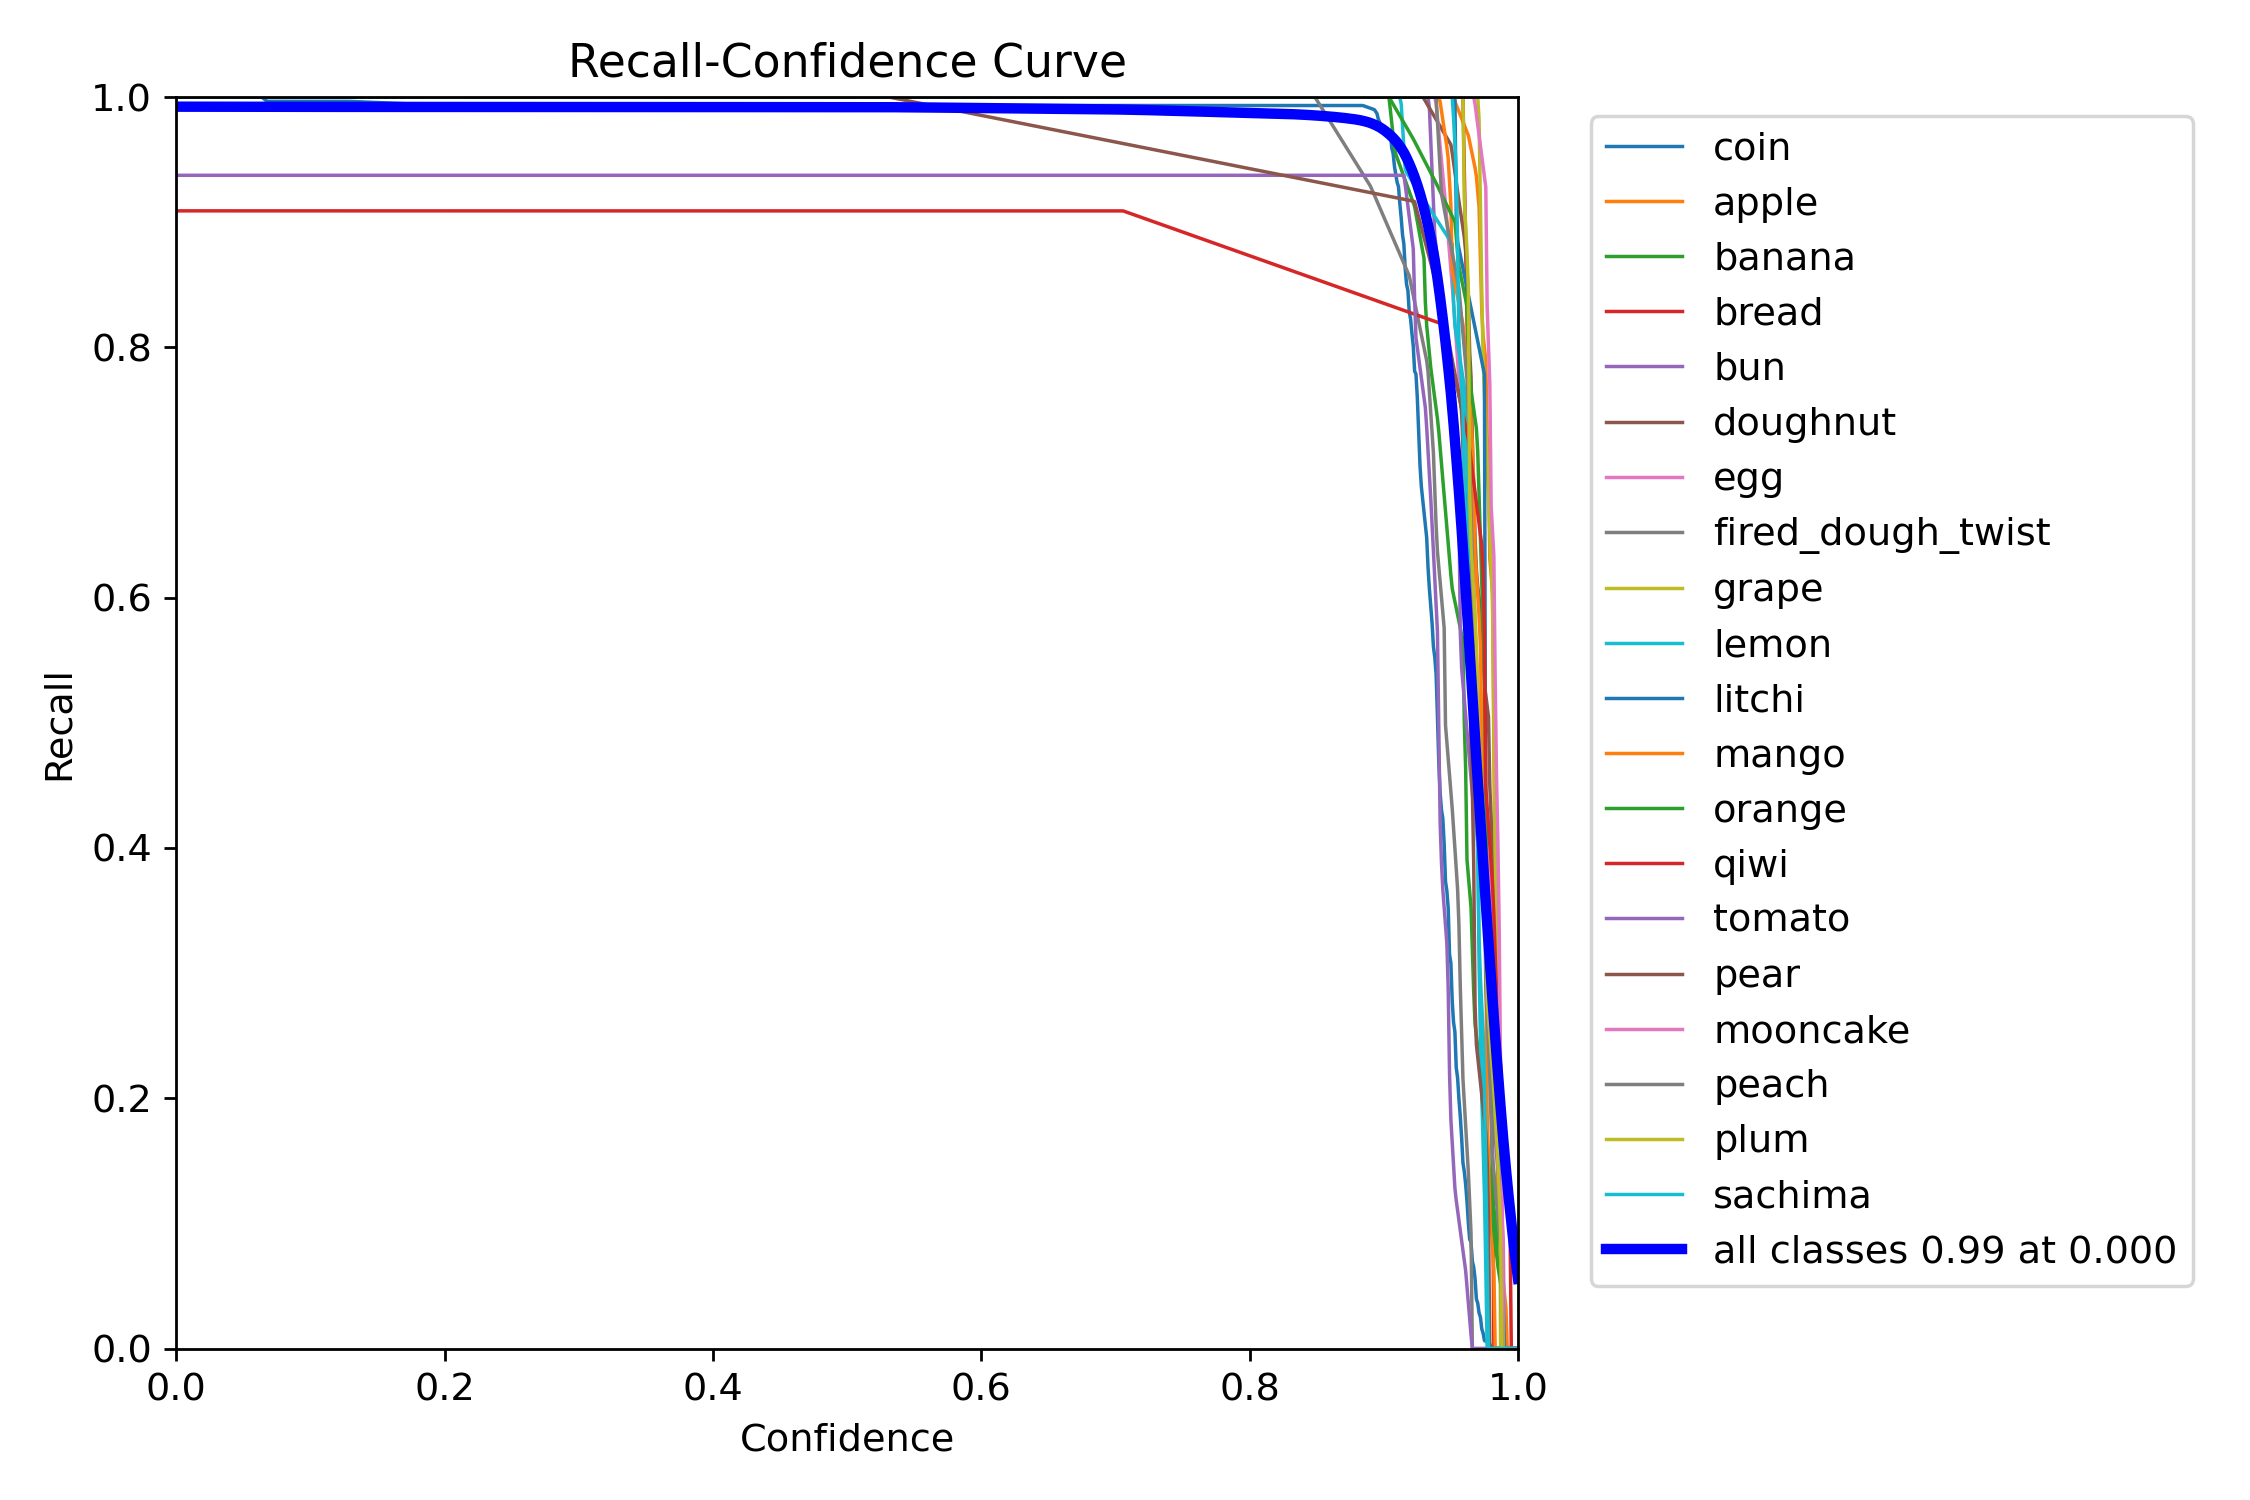 Recall-Confidence Curve
1.0
0.8
0.6
0.4
0.2
0.0
Recall
0.0 0.2 0.4 0.6 0.8 1.0
Confidence
coin
apple
banana
bread
bun
doughnut
egg
fired_dough_twist
grape
lemon
litchi
mango
orange
qiwi
tomato
pear
mooncake
peach
plum
sachima
all classes 0.99 at 0.000